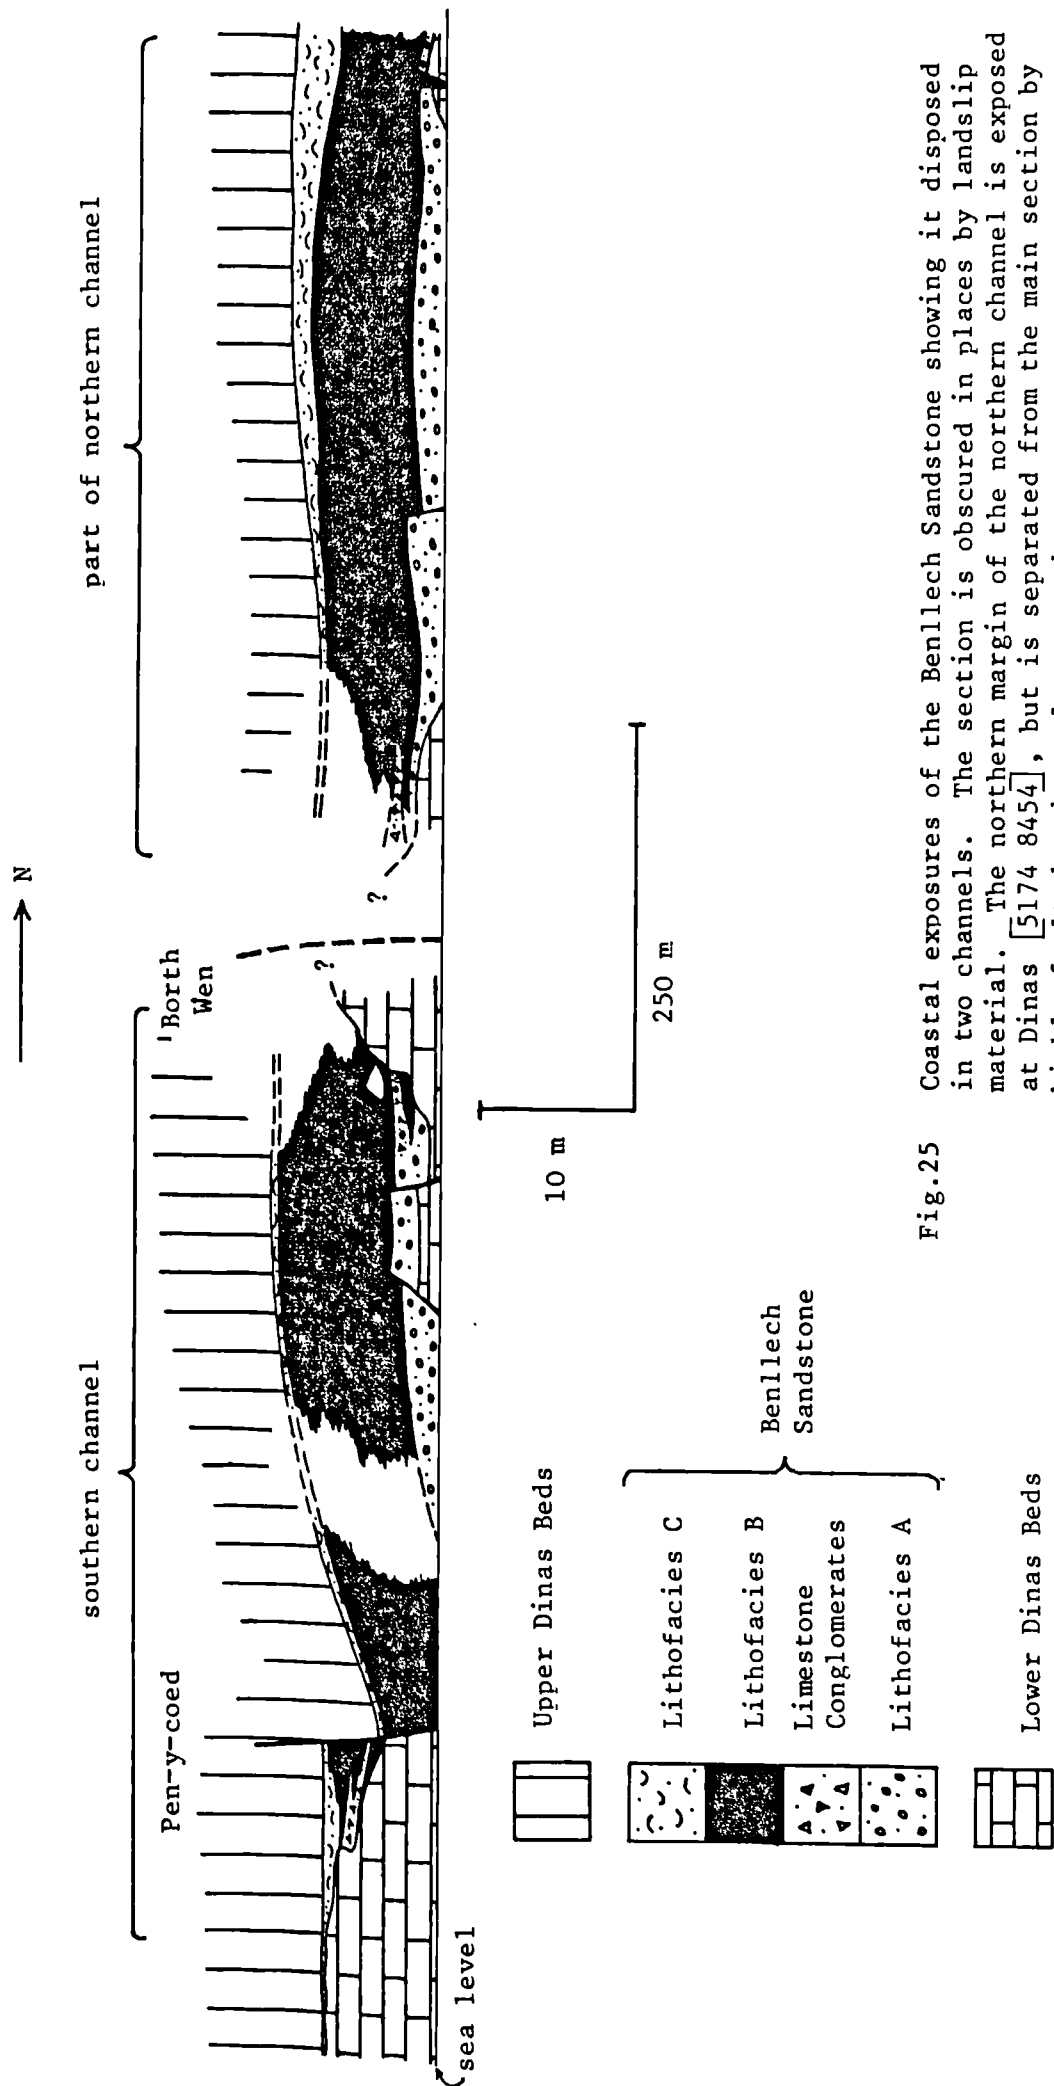 N
southern channel
part of northern channel
Pen-y-coed
Borth
Wen
?
?
sea level
10 m
250 m
Upper Dinas Beds
Lithofacies C
Lithofacies B
Limestone
Conglomerates
Lithofacies A
Benllech
Sandstone
Lower Dinas Beds
Fig.25
Coastal exposures of the Benllech Sandstone showing it disposed
in two channels. The section is obscured in places by landslip
material. The northern margin of the northern channel is exposed
at Dinas [5174 8454], but is separated from the main section by